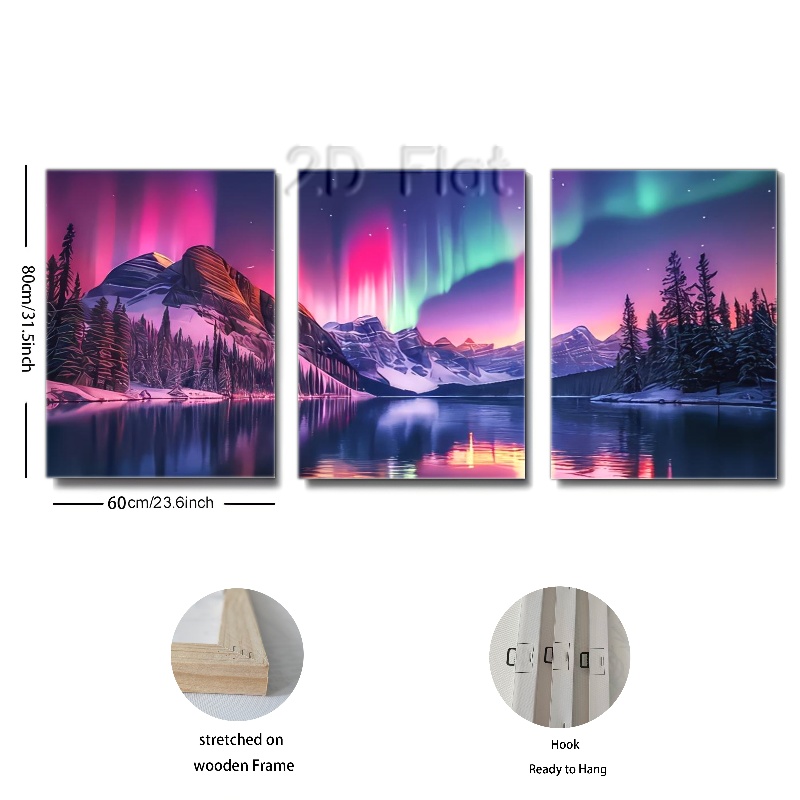 2D Flat
80cm/31.5inch
60cm/23.6inch
stretched on
wooden Frame
Hook
Ready to Hang